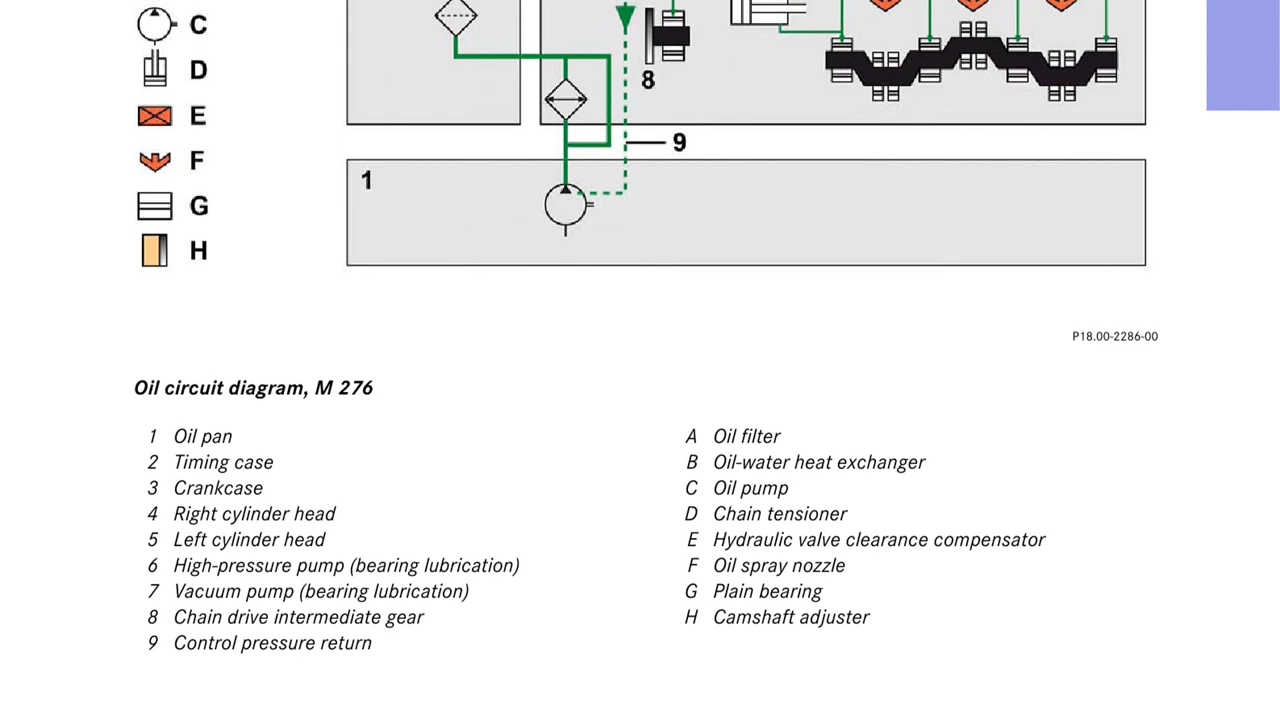 C
D
8
E
9
F
1
G
H
P18.00-2286-00
Oil circuit diagram, M 276
1 Oil pan
2 Timing case
3 Crankcase
4 Right cylinder head
5 Left cylinder head
6 High-pressure pump (bearing lubrication)
7 Vacuum pump (bearing lubrication)
8 Chain drive intermediate gear
9 Control pressure return
A Oil filter
B Oil-water heat exchanger
C Oil pump
D Chain tensioner
E Hydraulic valve clearance compensator
F Oil spray nozzle
G Plain bearing
H Camshaft adjuster